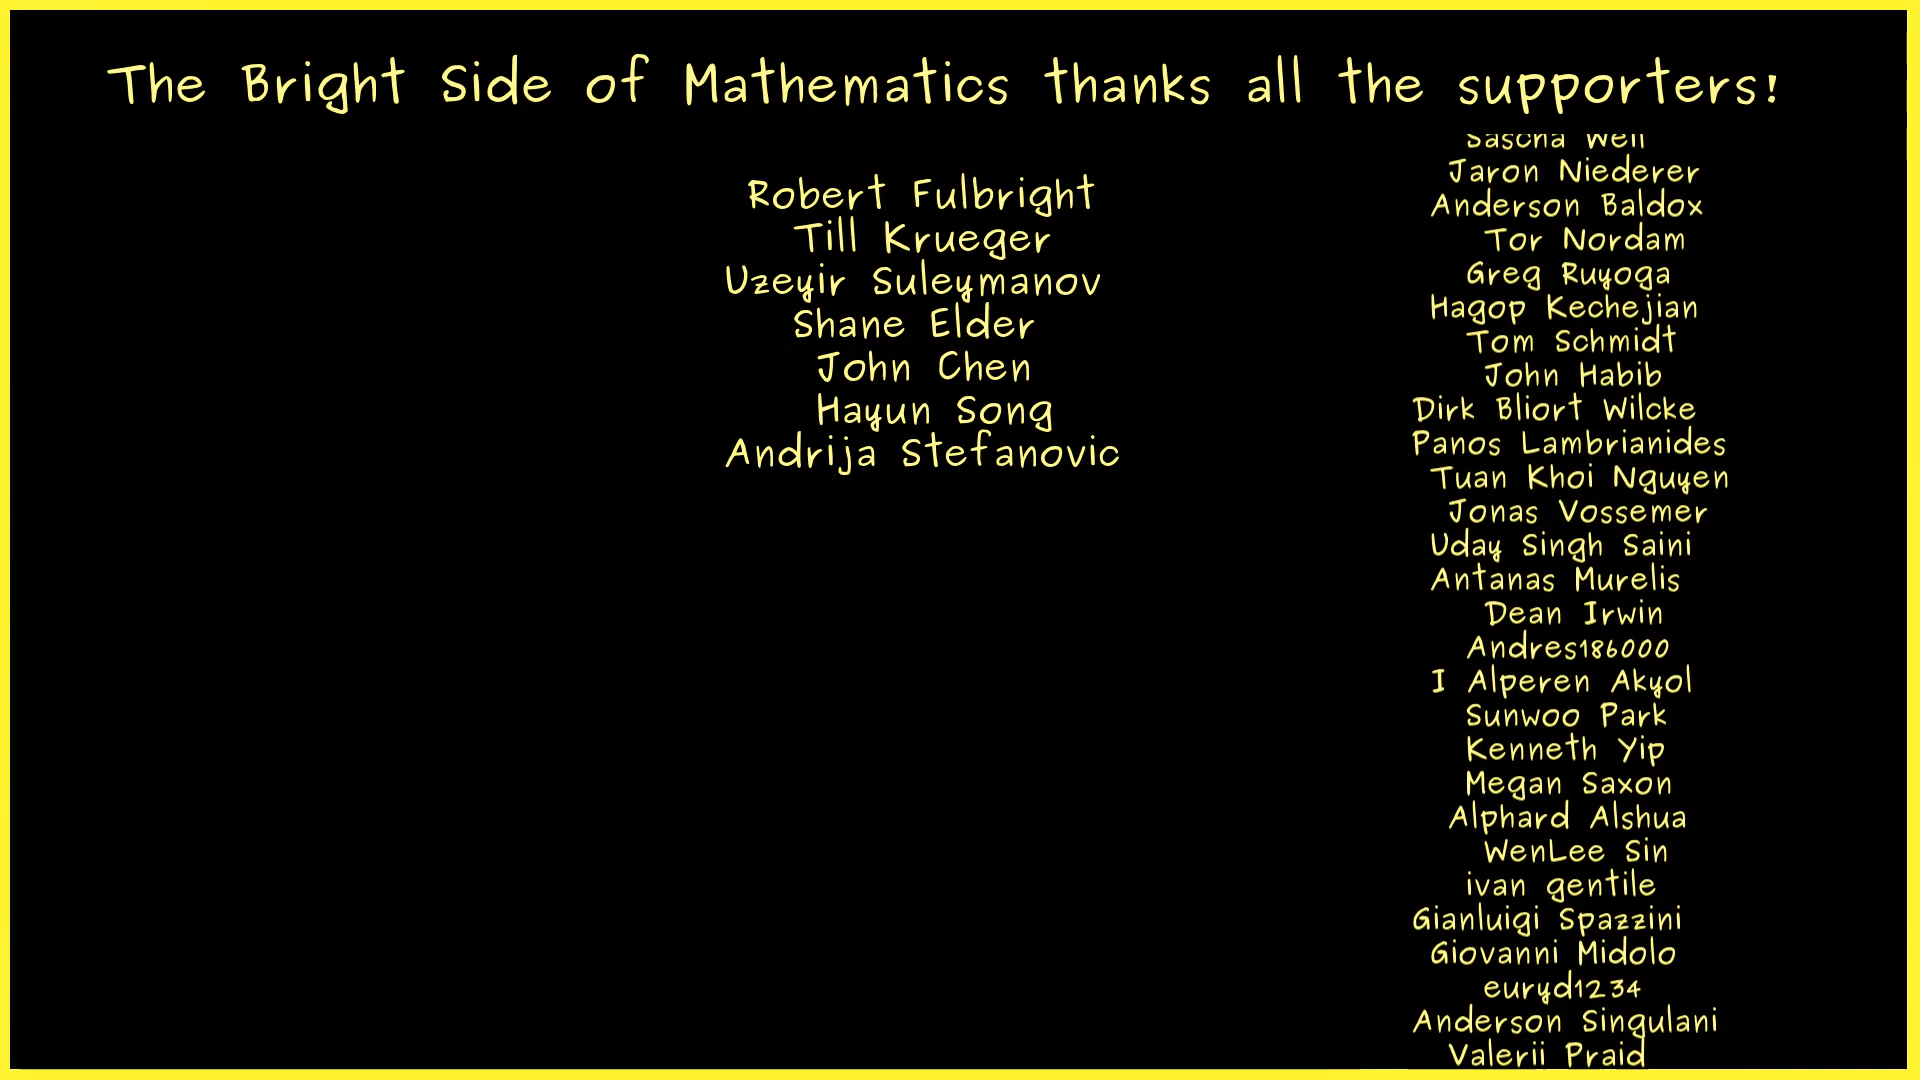 The Bright Side of Mathematics thanks all the supporters!
Robert Fulbright
Till Krueger
Uzeyir Suleymanov
Shane Elder
John Chen
Hayun Song
Andrija Stefanovic
Sascha
Jaron Niederer
Anderson Baldox
Tor Nordam
Greg Ruyoga
Hagop Kechejian
Tom Schmidt
John Habib
Dirk Bliort Wilcke
Panos Lambrianides
Tuan Khoi Nguyen
Jonas Vossemer
Uday Singh Saini
Antanas Murelis
Dean Irwin
Andres186000
I Alperen Akyol
Sunwoo Park
Kenneth Yip
Megan Saxon
Alphard Alshua
WenLee Sin
ivan gentile
Gianluigi Spazzini
Giovanni Midolo
euryd1234
Anderson Singulani
Valerii Praid